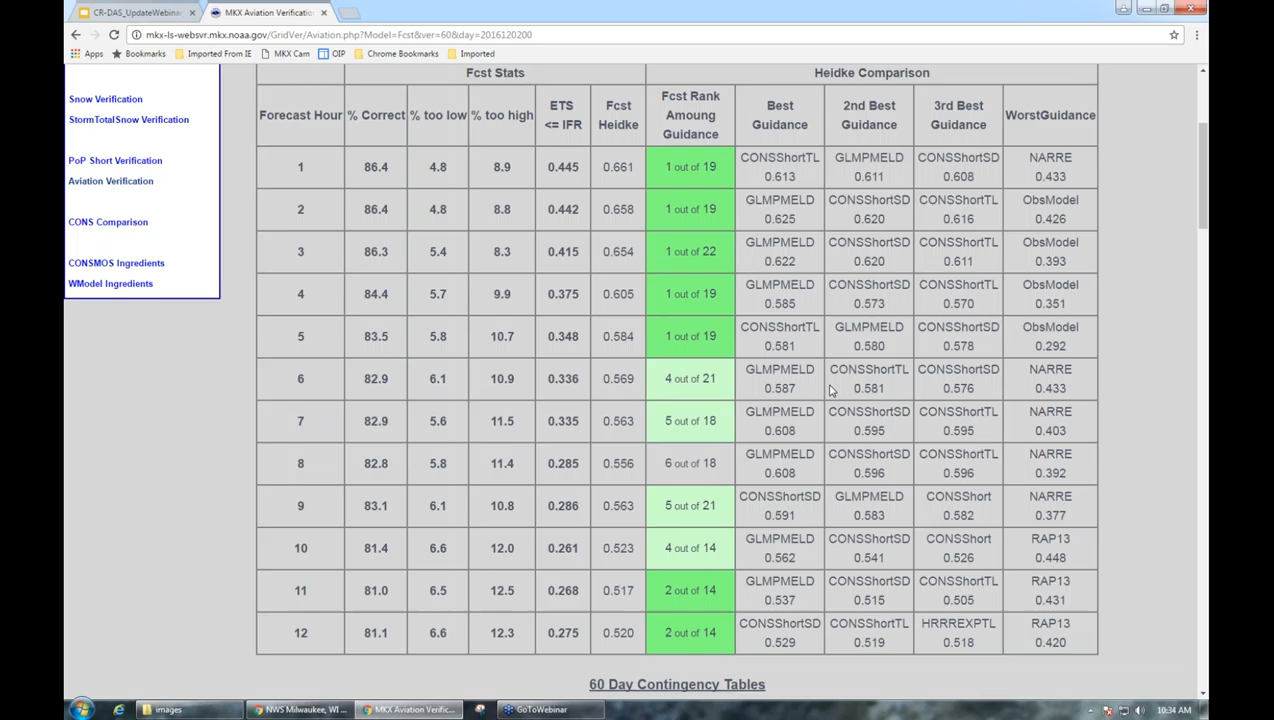 CR-DAS_UpdateWebinar ×
MKX Aviation Verificatio ×
mkx-ls-websvr.mkx.noaa.gov/GridVer/Aviation.php?Model=Fcst&ver=60&day=2016120200
Apps Bookmarks Imported From IE MKX Cam OIP Chrome Bookmarks Imported
Snow Verification
StormTotalSnow Verification
PoP Short Verification
Aviation Verification
CONS Comparison
CONSMOS Ingredients
WModel Ingredients
Fcst Stats Heidke Comparison
Forecast Hour % Correct % too low % too high ETS <= IFR Fcst Heidke Fcst Rank Amoung Guidance Best Guidance 2nd Best Guidance 3rd Best Guidance WorstGuidance
1 86.4 4.8 8.9 0.445 0.661 1 out of 19 CONSShortTL 0.613 GLMPMELD 0.611 CONSShortSD 0.608 NARRE 0.433
2 86.4 4.8 8.8 0.442 0.658 1 out of 19 GLMPMELD 0.625 CONSShortSD 0.620 CONSShortTL 0.616 ObsModel 0.426
3 86.3 5.4 8.3 0.415 0.654 1 out of 22 GLMPMELD 0.622 CONSShortSD 0.620 CONSShortTL 0.611 ObsModel 0.393
4 84.4 5.7 9.9 0.375 0.605 1 out of 19 GLMPMELD 0.585 CONSShortSD 0.573 CONSShortTL 0.570 ObsModel 0.351
5 83.5 5.8 10.7 0.348 0.584 1 out of 19 CONSShortTL 0.581 GLMPMELD 0.580 CONSShortSD 0.578 ObsModel 0.292
6 82.9 6.1 10.9 0.336 0.569 4 out of 21 GLMPMELD 0.587 CONSShortTL 0.581 CONSShortSD 0.576 NARRE 0.433
7 82.9 5.6 11.5 0.335 0.563 5 out of 18 GLMPMELD 0.608 CONSShortSD 0.595 CONSShortTL 0.595 NARRE 0.403
8 82.8 5.8 11.4 0.285 0.556 6 out of 18 GLMPMELD 0.608 CONSShortSD 0.596 CONSShortTL 0.596 NARRE 0.392
9 83.1 6.1 10.8 0.286 0.563 5 out of 21 CONSShortSD 0.591 GLMPMELD 0.583 CONSShort 0.582 NARRE 0.377
10 81.4 6.6 12.0 0.261 0.523 4 out of 14 GLMPMELD 0.562 CONSShortSD 0.541 CONSShort 0.526 RAP13 0.448
11 81.0 6.5 12.5 0.268 0.517 2 out of 14 GLMPMELD 0.537 CONSShortSD 0.515 CONSShortTL 0.505 RAP13 0.431
12 81.1 6.6 12.3 0.275 0.520 2 out of 14 CONSShortSD 0.529 CONSShortTL 0.519 HRRREXPTL 0.518 RAP13 0.420
60 Day Contingency Tables
images NWS Milwaukee, WI ... MKX Aviation Verific... GoToWebinar 10:34 AM